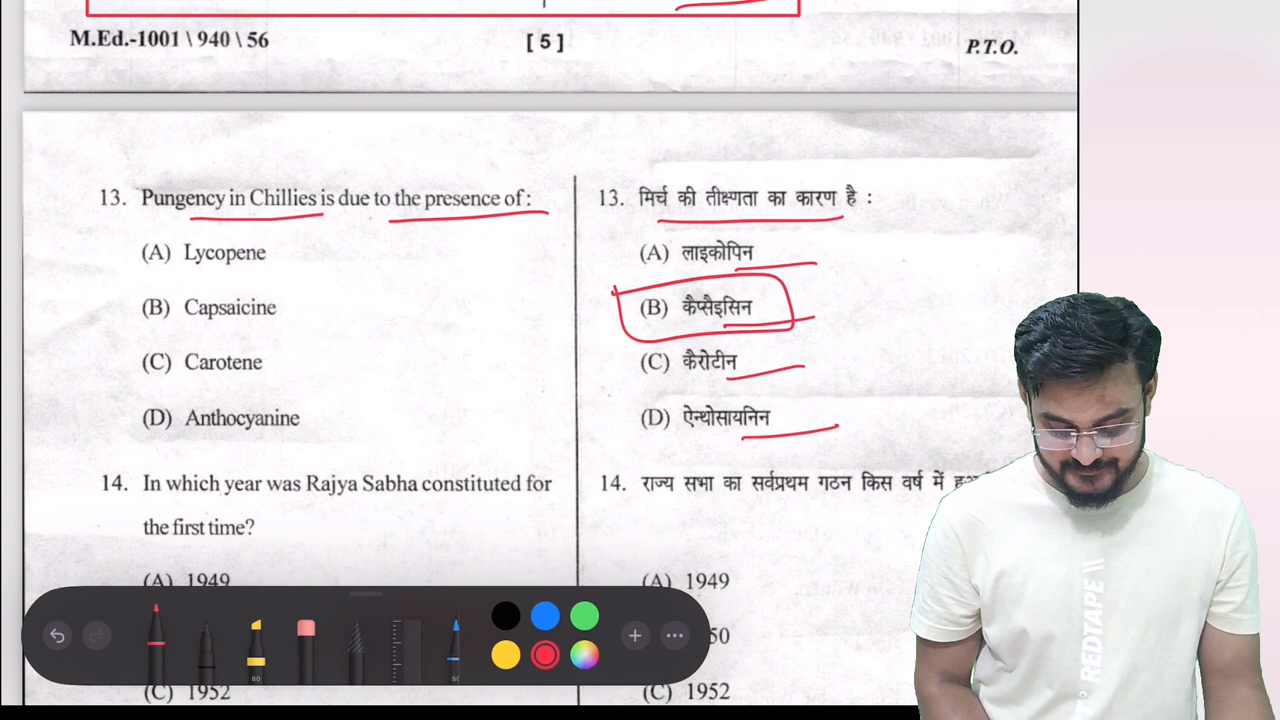 M.Ed.-1001 \ 940 \ 56
[ 5 ]
P.T.O.
13. Pungency in Chillies is due to the presence of :
(A) Lycopene
(B) Capsaicine
(C) Carotene
(D) Anthocyanine
14. In which year was Rajya Sabha constituted for
the first time?
(A) 1949
(C) 1952
13. मिर्च की तीक्ष्णता का कारण है :
(A) लाइकोपिन
(B) कैप्सैइसिन
(C) कैरोटीन
(D) ऐन्थोसायनिन
14. राज्य सभा का सर्वप्रथम गठन किस वर्ष में
(A) 1949
50
(C) 1952
80
50
REDTAPE